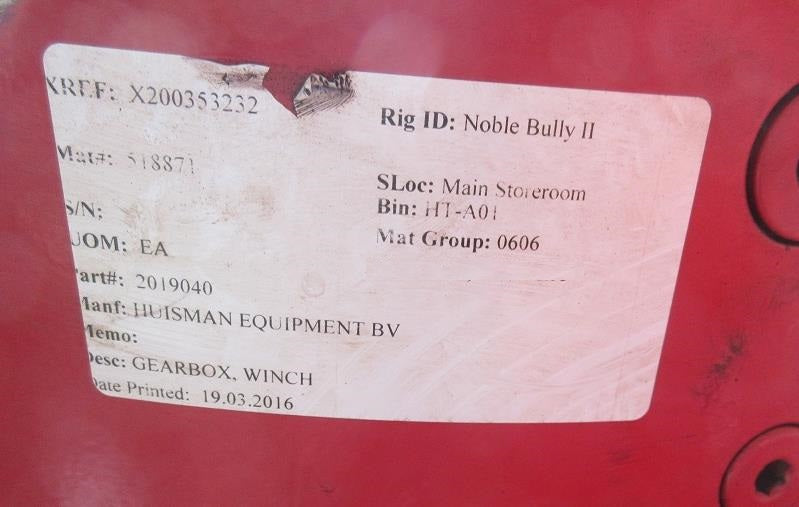 XREF: X200353232
Rig ID: Noble Bully II
Mat#: 518871
SLoc: Main Storeroom
S/N;
Bin: HT-A01
UOM: EA
Mat Group: 0606
Part#: 2019040
Manf: HUISMAN EQUIPMENT BV
Memo:
Desc: GEARBOX, WINCH
Date Printed: 19.03.2016